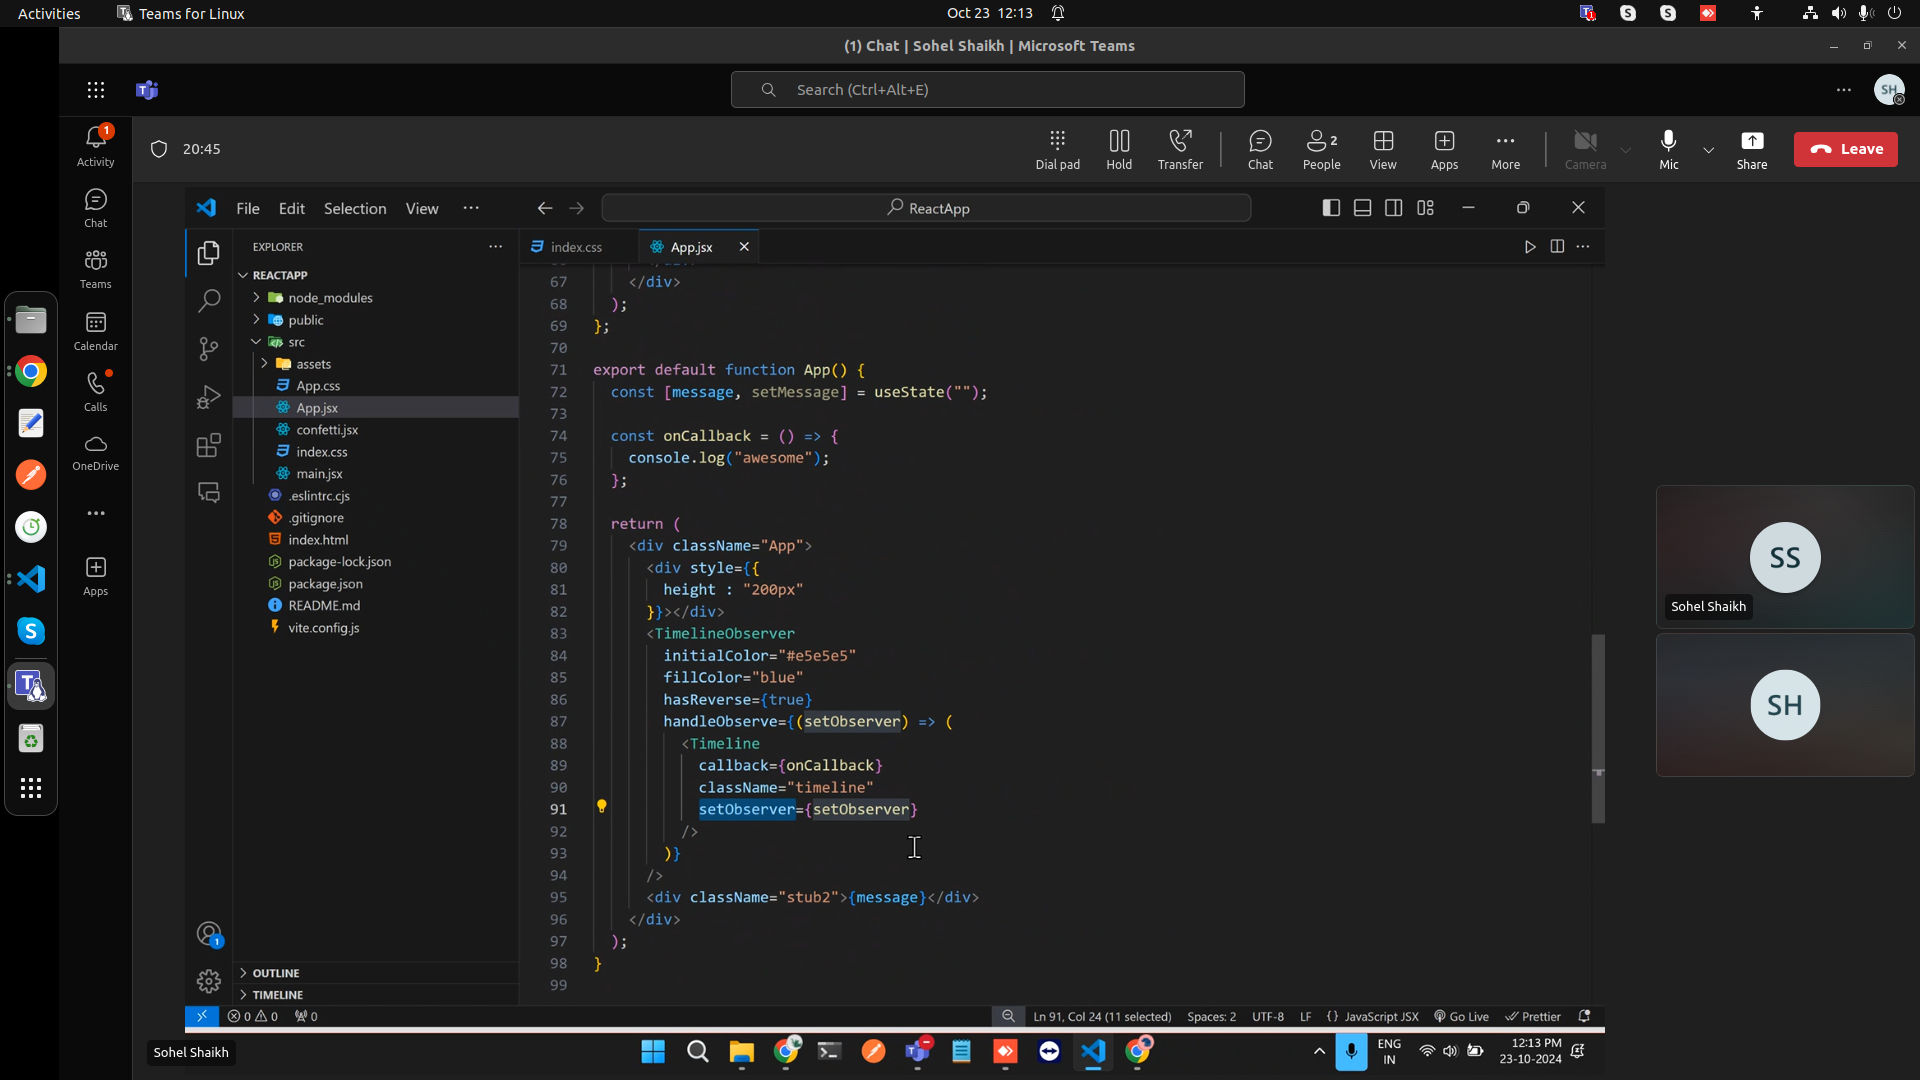 Activities
Teams for Linux
Oct 23 12:13
(1) Chat | Sohel Shaikh | Microsoft Teams
Search (Ctrl+Alt+E)
SH
20:45
Dial pad
Hold
Transfer
Chat
2
People
View
Apps
More
Camera
Mic
Share
Leave
1
Activity
Chat
Teams
Calendar
Calls
OneDrive
Apps
File Edit Selection View
ReactApp
EXPLORER
REACTAPP
node_modules
public
src
assets
App.css
App.jsx
confetti.jsx
index.css
main.jsx
.eslintrc.cjs
.gitignore
index.html
package-lock.json
package.json
README.md
vite.config.js
OUTLINE
TIMELINE
index.css
App.jsx
67 </div>
68 );
69 };
70
71 export default function App() {
72 const [message, setMessage] = useState("");
73
74 const onCallback = () => {
75 console.log("awesome");
76 };
77
78 return (
79 <div className="App">
80 <div style={{
81 height : "200px"
82 }}></div>
83 <TimelineObserver
84 initialColor="#e5e5e5"
85 fillColor="blue"
86 hasReverse={true}
87 handleObserve={(setObserver) => (
88 <Timeline
89 callback={onCallback}
90 className="timeline"
91 setObserver={setObserver}
92 />
93 )}
94 />
95 <div className="stub2">{message}</div>
96 </div>
97 );
98 }
99
0 0 0
Ln 91, Col 24 (11 selected) Spaces: 2 UTF-8 LF {} JavaScript JSX Go Live Prettier
SS
Sohel Shaikh
SH
Sohel Shaikh
ENG
IN
12:13 PM
23-10-2024